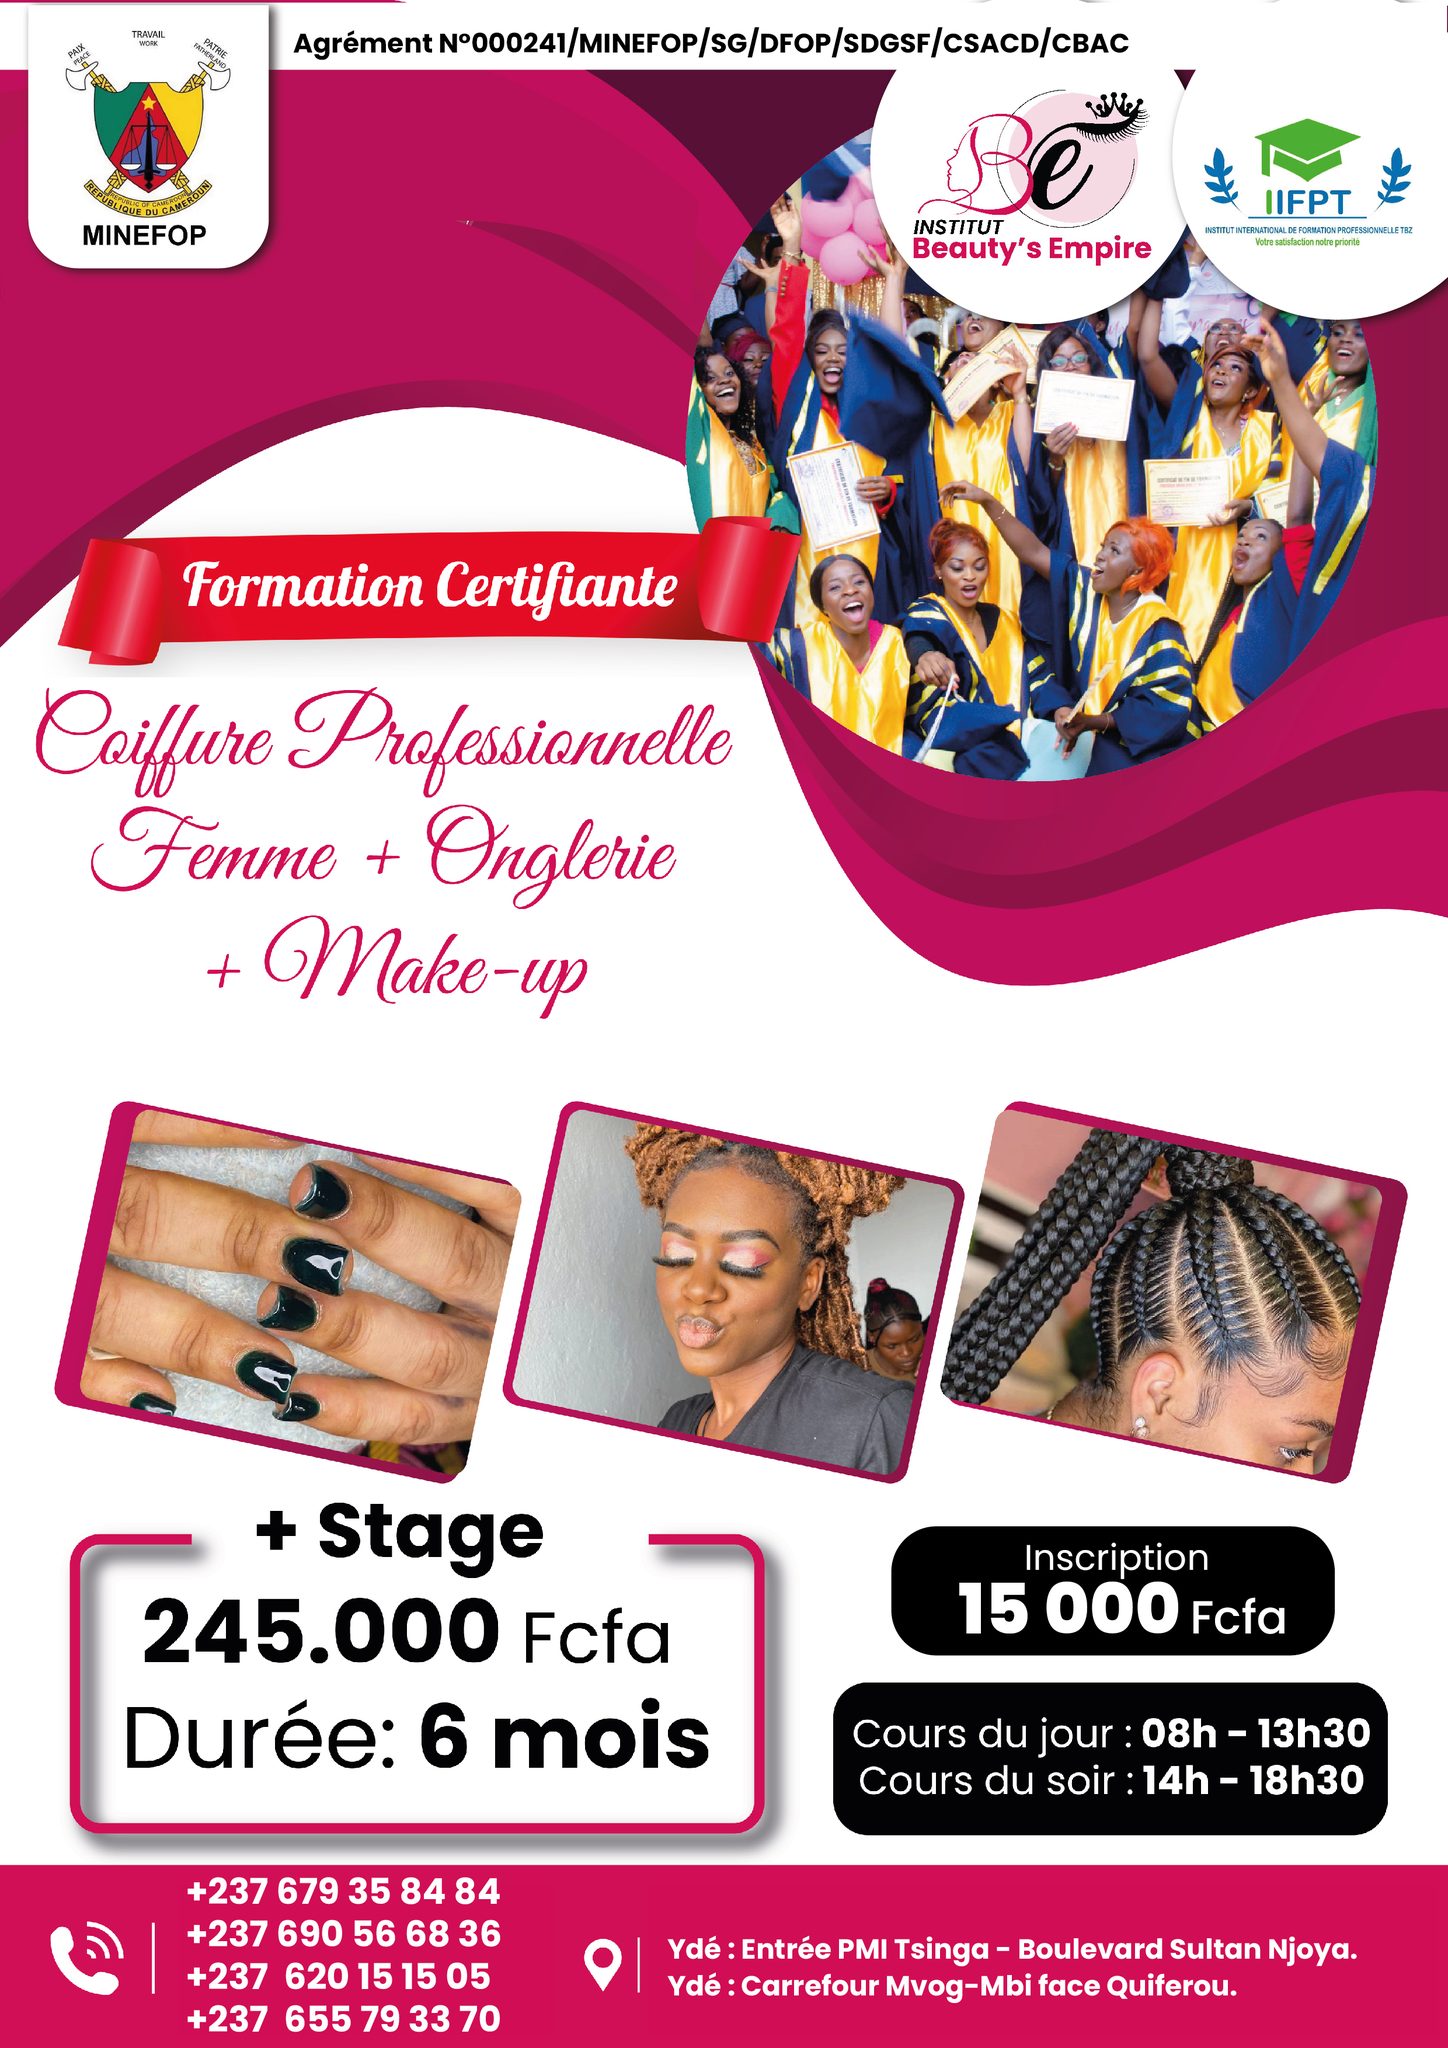 Agrément N°000241/MINEFOP/SG/DFOP/SDGSF/CSACD/CBAC
PAIX
PEACE
TRAVAIL
WORK
PATRIE
FATHERLAND
REPUBLIC OF CAMEROON
REPUBLIQUE DU CAMEROUN
MINEFOP
Be
INSTITUT
Beauty's Empire
IIFPT
INSTITUT INTERNATIONAL DE FORMATION PROFESSIONNELLE TBZ
Votre satisfaction notre priorité
Formation Certifiante
Coiffure Professionnelle
Femme + Onglerie
+ Make-up
+ Stage
245.000 Fcfa
Durée: 6 mois
Inscription
15 000 Fcfa
Cours du jour : 08h - 13h30
Cours du soir : 14h - 18h30
+237 679 35 84 84
+237 690 56 68 36
+237 620 15 15 05
+237 655 79 33 70
Ydé : Entrée PMI Tsinga - Boulevard Sultan Njoya.
Ydé : Carrefour Mvog-Mbi face Quiferou.